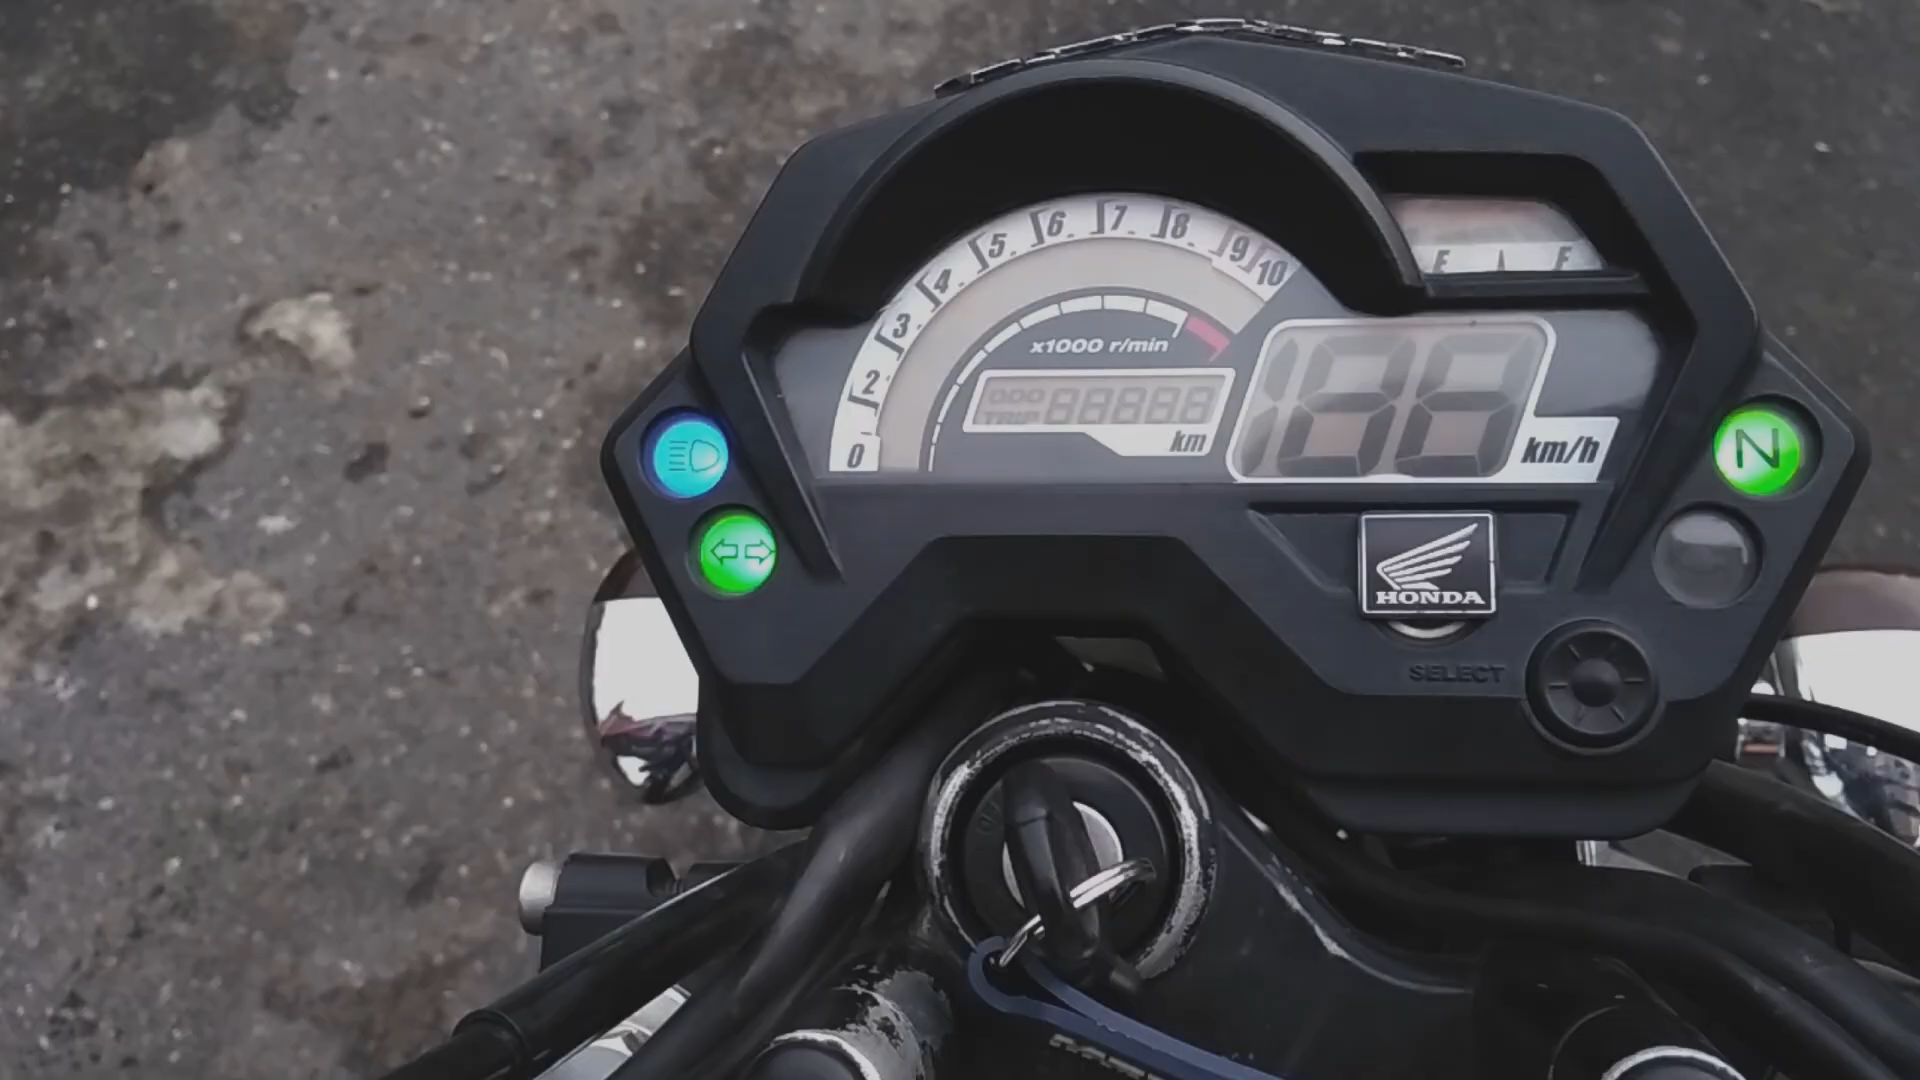 0 2 3 4 5 6 7 8 9 10
E F
x1000 r/min
ODO
TRIP 88888
km
188
km/h
N
HONDA
SELECT